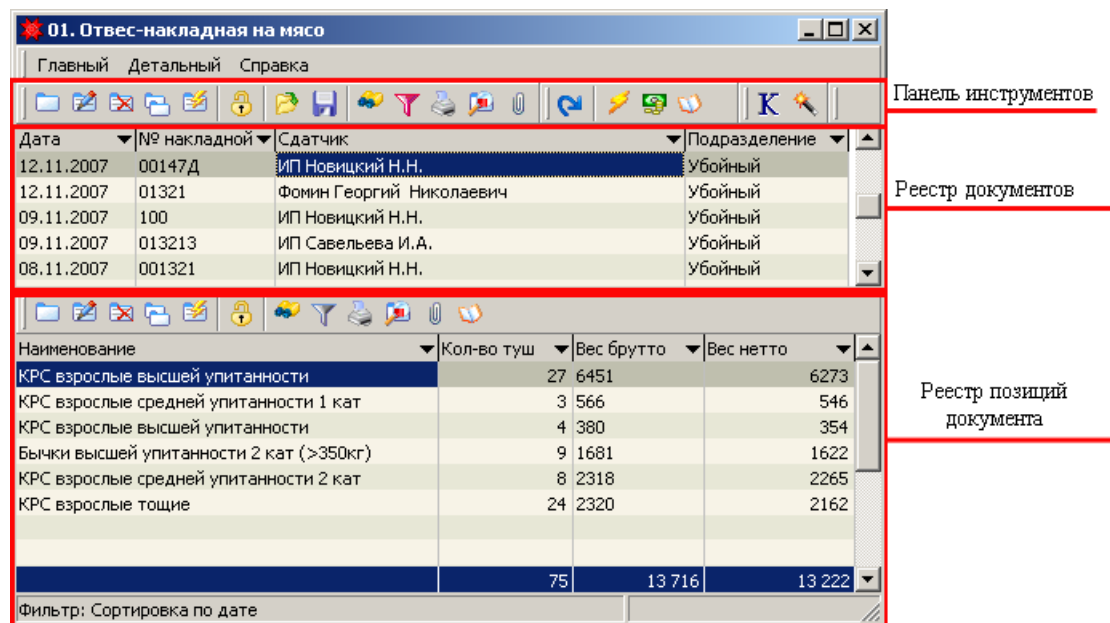 01. Отвес-накладная на мясо
Главный Детальный Справка
К
Панель инструментов
Дата № накладной Сдатчик Подразделение
12.11.2007 00147Д ИП Новицкий Н.Н. Убойный
12.11.2007 01321 Фомин Георгий Николаевич Убойный
09.11.2007 100 ИП Новицкий Н.Н. Убойный
09.11.2007 013213 ИП Савельева И.А. Убойный
08.11.2007 001321 ИП Новицкий Н.Н. Убойный
Реестр документов
Наименование Кол-во туш Вес брутто Вес нетто
КРС взрослые высшей упитанности 27 6451 6273
КРС взрослые средней упитанности 1 кат 3 566 546
КРС взрослые высшей упитанности 4 380 354
Бычки высшей упитанности 2 кат (>350кг) 9 1681 1622
КРС взрослые средней упитанности 2 кат 8 2318 2265
КРС взрослые тощие 24 2320 2162
75 13 716 13 222
Реестр позиций
документа
Фильтр: Сортировка по дате